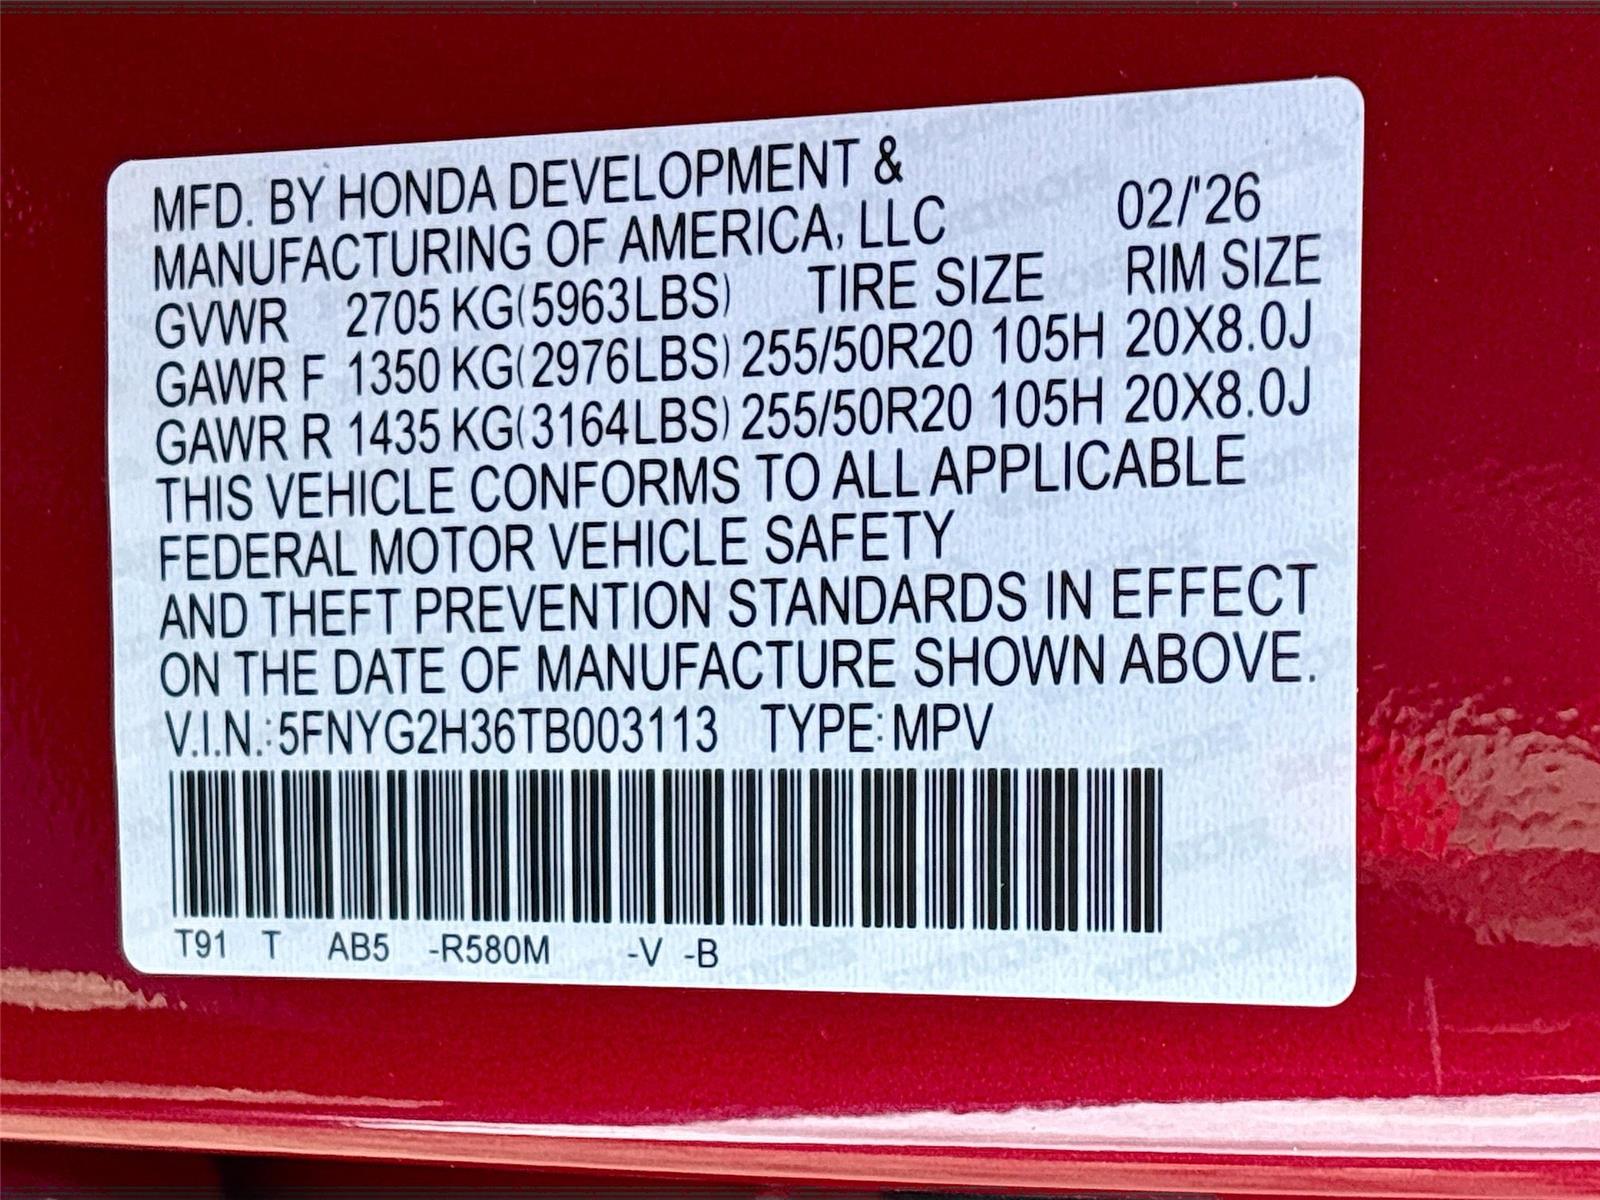 MFD. BY HONDA DEVELOPMENT &
MANUFACTURING OF AMERICA, LLC 02/'26
GVWR 2705 KG(5963LBS) TIRE SIZE RIM SIZE
GAWR F 1350 KG(2976LBS) 255/50R20 105H 20X8.0J
GAWR R 1435 KG(3164LBS) 255/50R20 105H 20X8.0J
THIS VEHICLE CONFORMS TO ALL APPLICABLE
FEDERAL MOTOR VEHICLE SAFETY
AND THEFT PREVENTION STANDARDS IN EFFECT
ON THE DATE OF MANUFACTURE SHOWN ABOVE.
V.I.N.: 5FNYG2H36TB003113 TYPE: MPV
T91 T AB5 -R580M -V -B